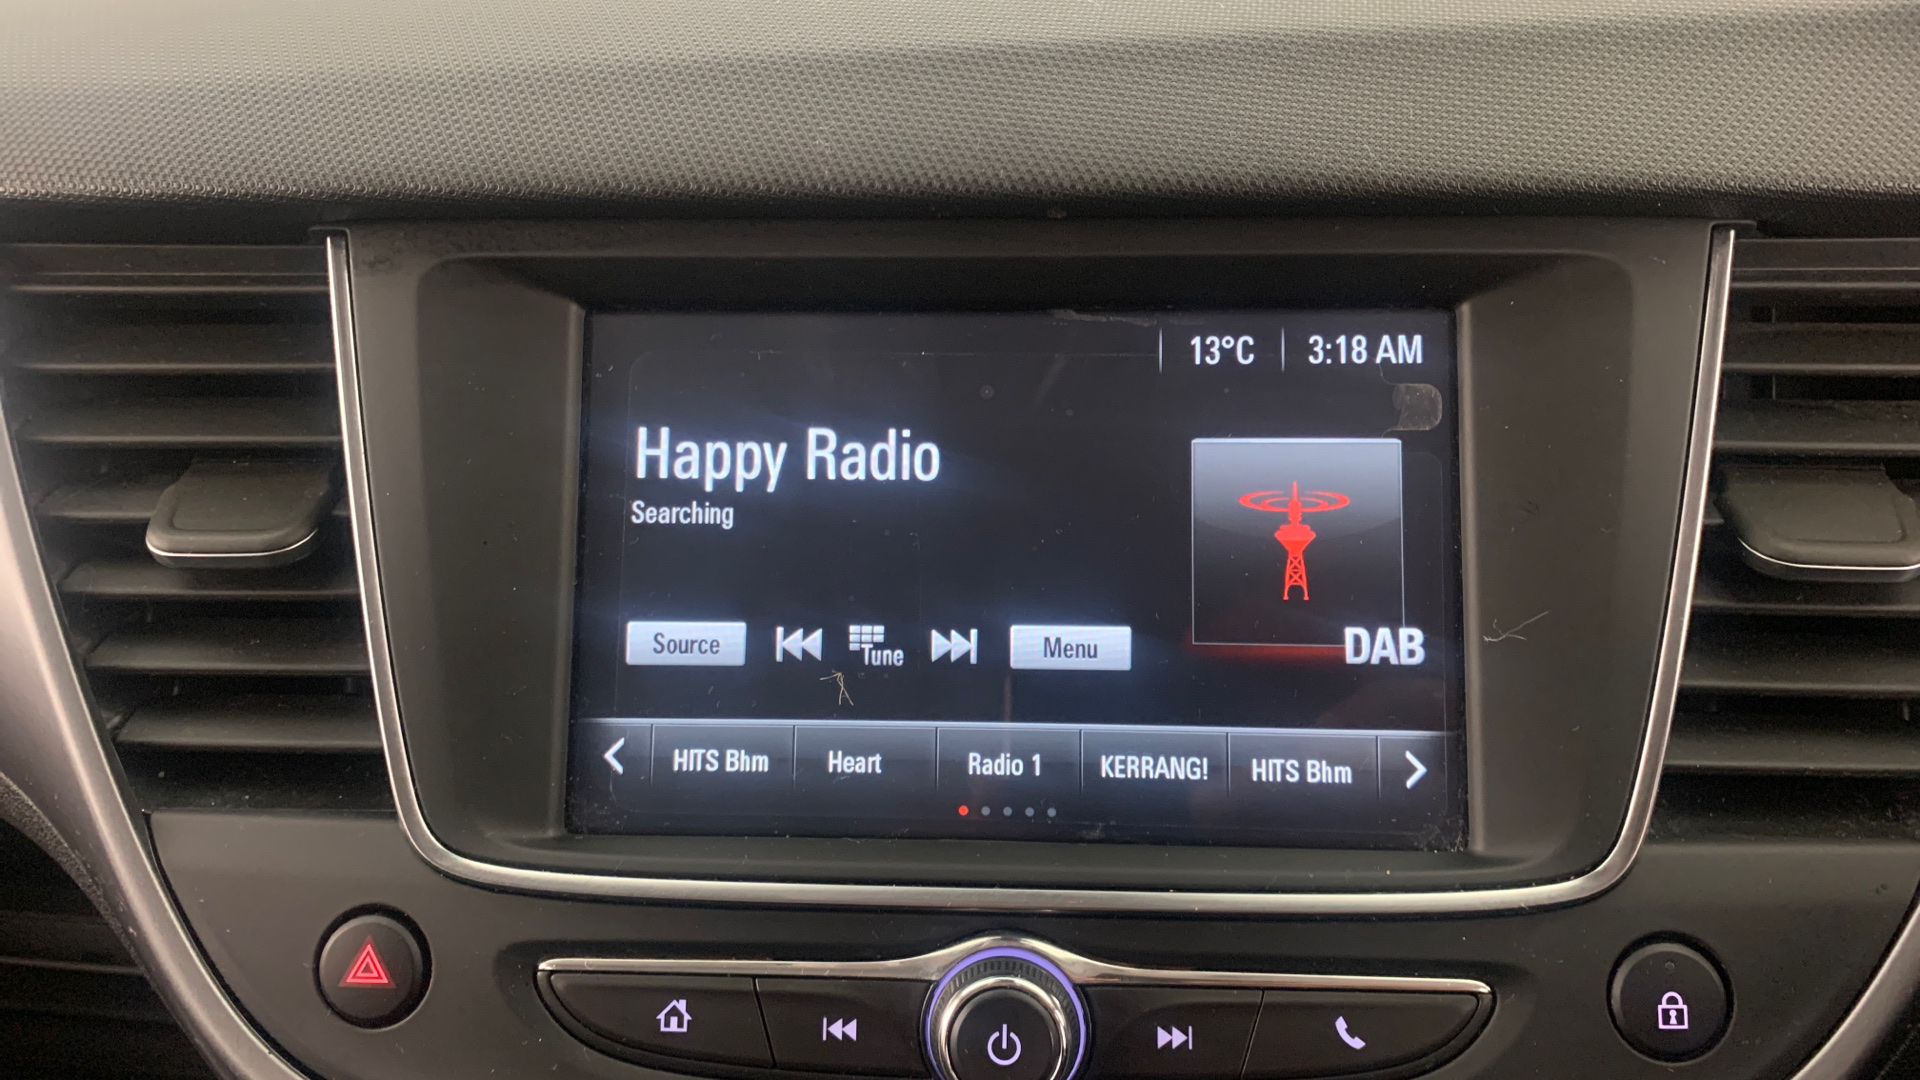 13°C 3:18 AM
Happy Radio
Searching
Source Tune Menu
DAB
HITS Bhm Heart Radio 1 KERRANG! HITS Bhm